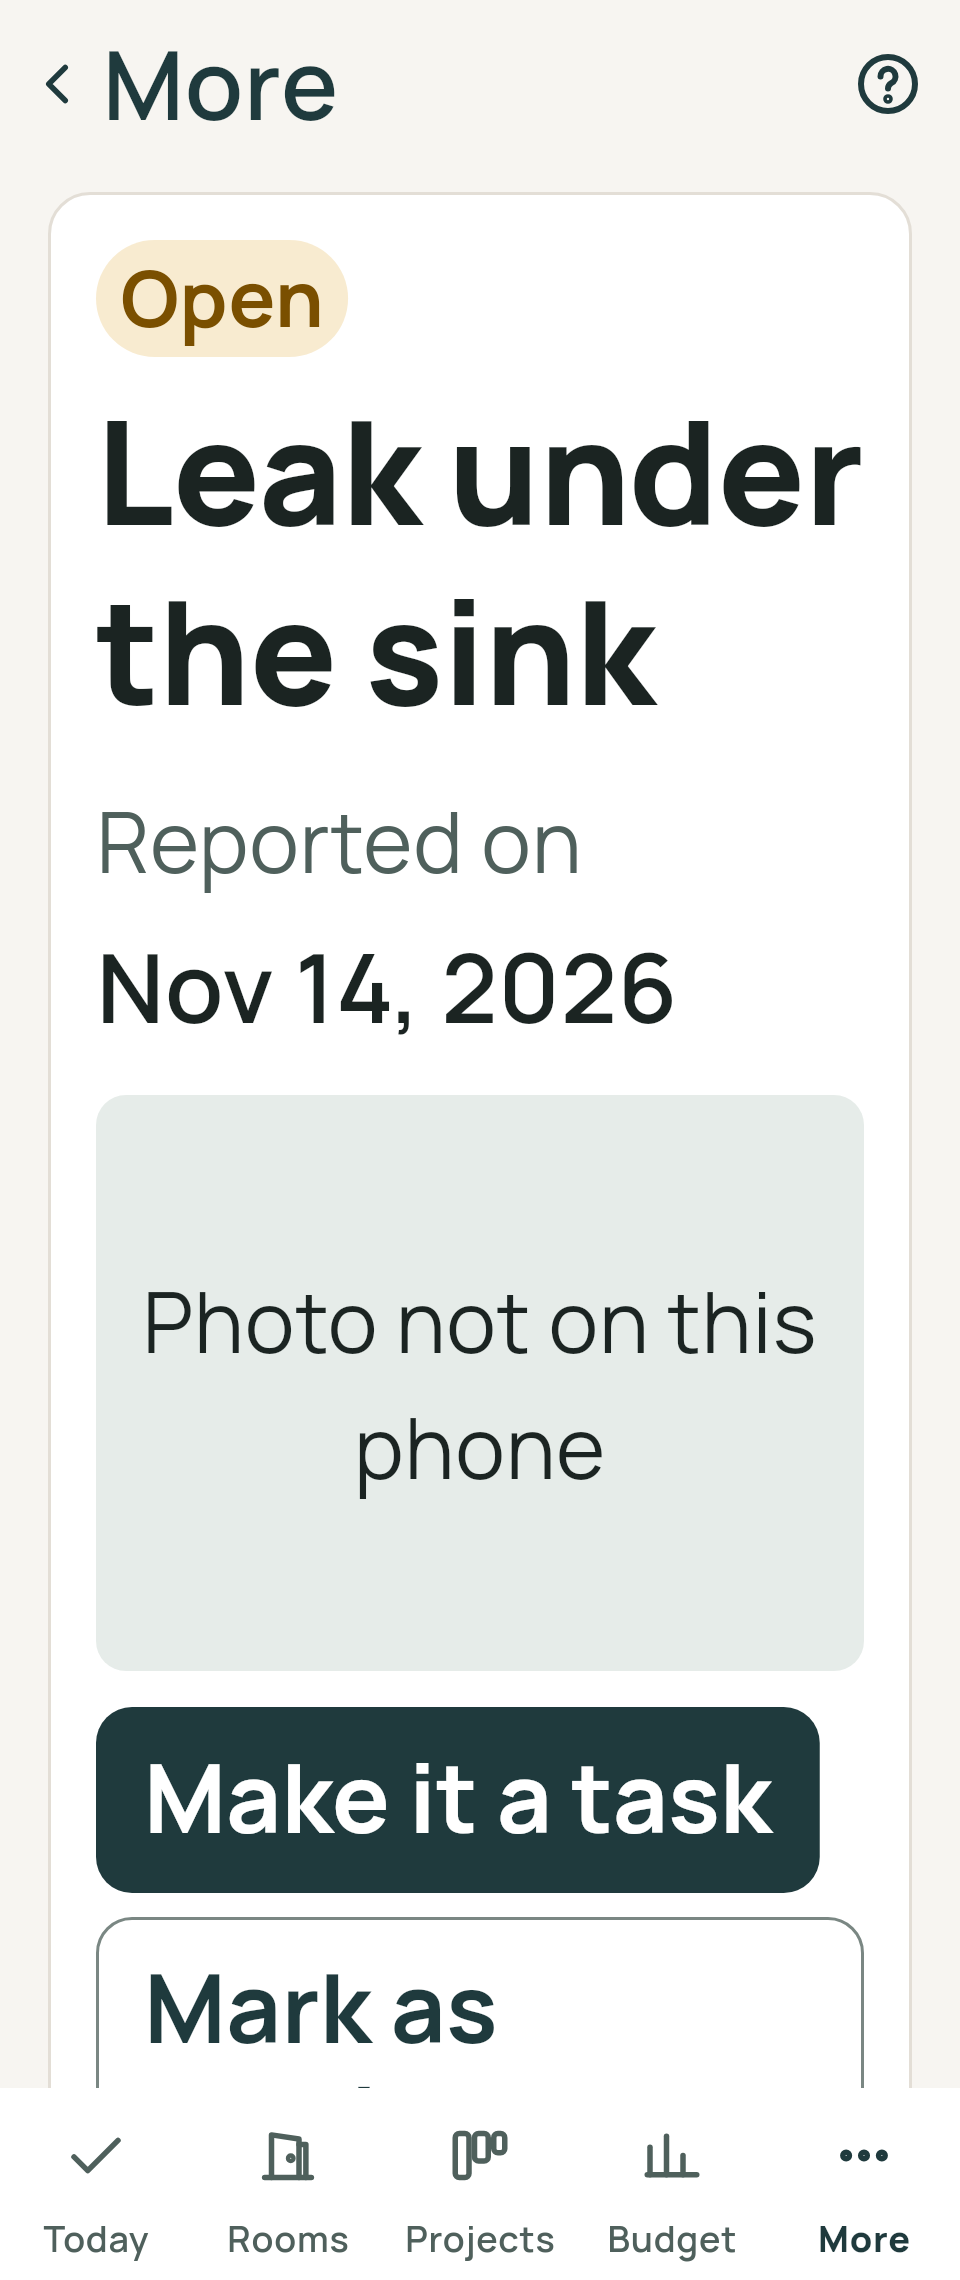 More
Open
Leak under
the sink
Reported on
Nov 14, 2026
Photo not on this
phone
Make it a task
Mark as
Today
Rooms
Projects
Budget
More